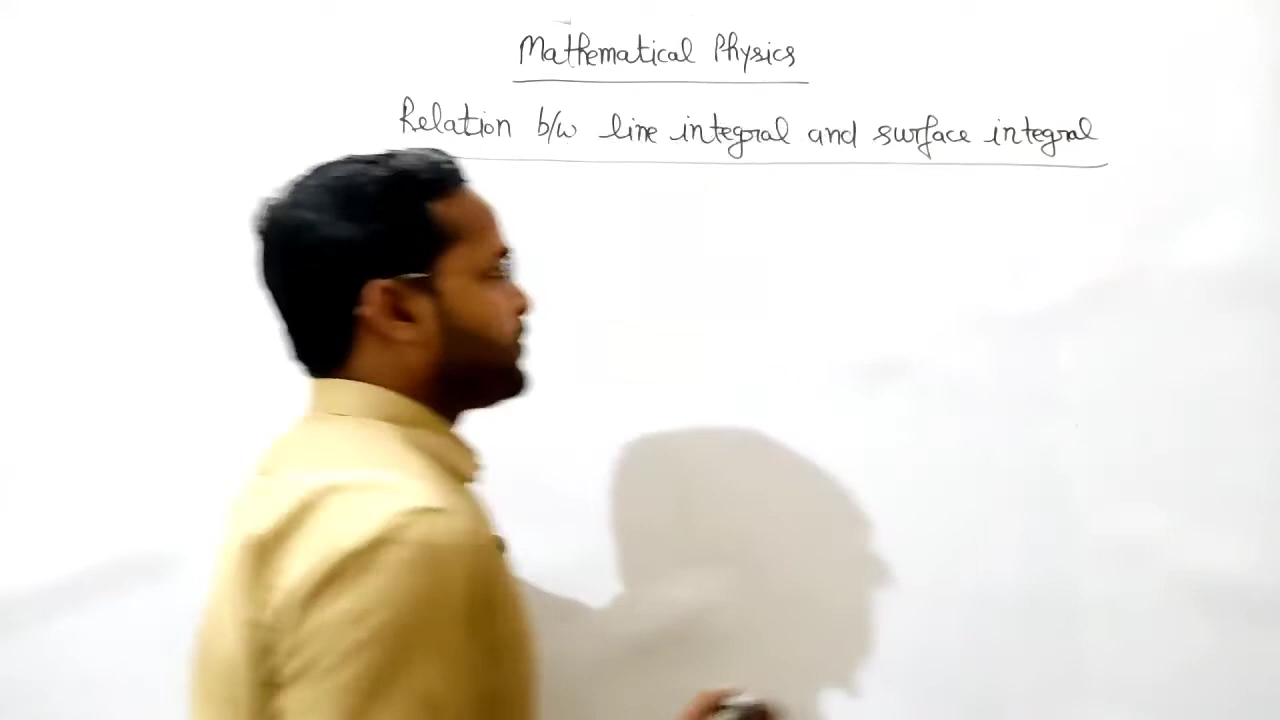 Mathematical Physics
Relation b/w line integral and surface integral